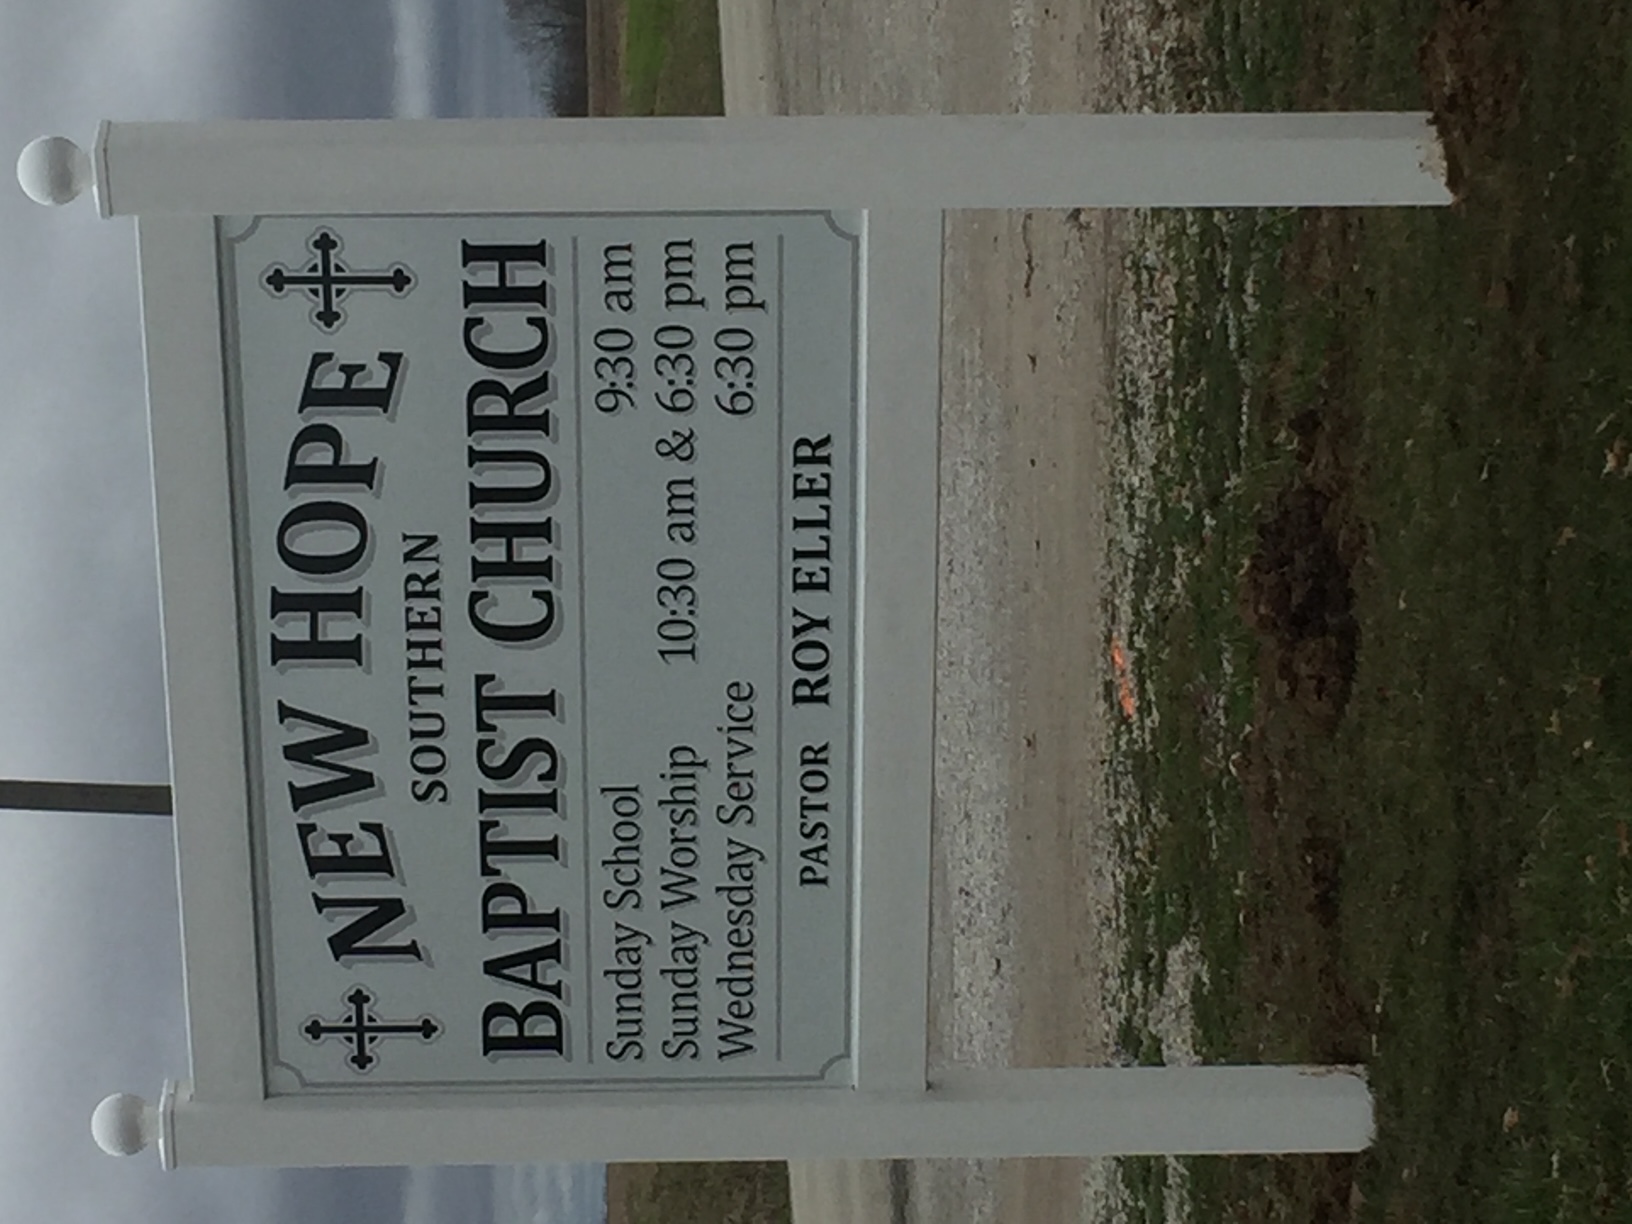 NEW HOPE
SOUTHERN
BAPTIST CHURCH
Sunday School 9:30 am
Sunday Worship 10:30 am & 6:30 pm
Wednesday Service 6:30 pm
PASTOR ROY ELLER